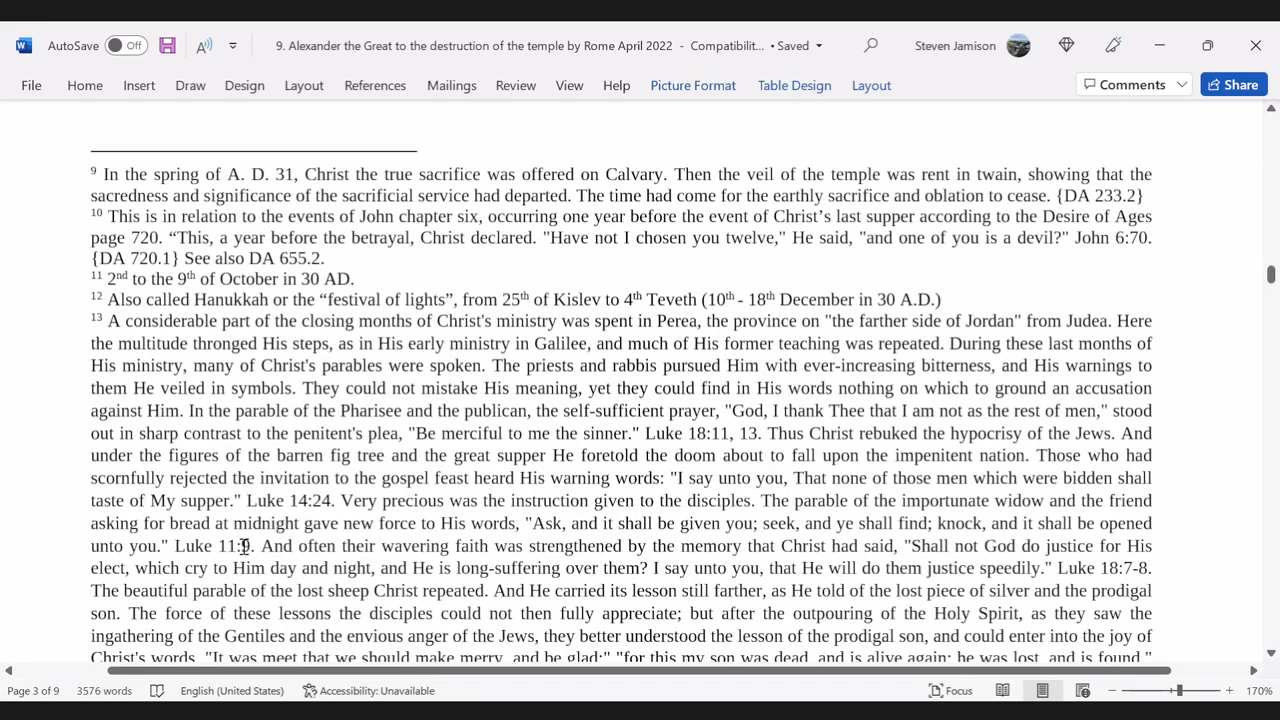 AutoSave Off 9. Alexander the Great to the destruction of the temple by Rome April 2022 - Compatibilit... • Saved Steven Jamison
File Home Insert Draw Design Layout References Mailings Review View Help Picture Format Table Design Layout Comments Share
9 In the spring of A. D. 31, Christ the true sacrifice was offered on Calvary. Then the veil of the temple was rent in twain, showing that the
sacredness and significance of the sacrificial service had departed. The time had come for the earthly sacrifice and oblation to cease. {DA 233.2}
10 This is in relation to the events of John chapter six, occurring one year before the event of Christ’s last supper according to the Desire of Ages
page 720. “This, a year before the betrayal, Christ declared. "Have not I chosen you twelve," He said, "and one of you is a devil?" John 6:70.
{DA 720.1} See also DA 655.2.
11 2nd to the 9th of October in 30 AD.
12 Also called Hanukkah or the “festival of lights”, from 25th of Kislev to 4th Teveth (10th - 18th December in 30 A.D.)
13 A considerable part of the closing months of Christ's ministry was spent in Perea, the province on "the farther side of Jordan" from Judea. Here
the multitude thronged His steps, as in His early ministry in Galilee, and much of His former teaching was repeated. During these last months of
His ministry, many of Christ's parables were spoken. The priests and rabbis pursued Him with ever-increasing bitterness, and His warnings to
them He veiled in symbols. They could not mistake His meaning, yet they could find in His words nothing on which to ground an accusation
against Him. In the parable of the Pharisee and the publican, the self-sufficient prayer, "God, I thank Thee that I am not as the rest of men," stood
out in sharp contrast to the penitent's plea, "Be merciful to me the sinner." Luke 18:11, 13. Thus Christ rebuked the hypocrisy of the Jews. And
under the figures of the barren fig tree and the great supper He foretold the doom about to fall upon the impenitent nation. Those who had
scornfully rejected the invitation to the gospel feast heard His warning words: "I say unto you, That none of those men which were bidden shall
taste of My supper." Luke 14:24. Very precious was the instruction given to the disciples. The parable of the importunate widow and the friend
asking for bread at midnight gave new force to His words, "Ask, and it shall be given you; seek, and ye shall find; knock, and it shall be opened
unto you." Luke And often their wavering faith was strengthened by the memory that Christ had said, "Shall not God do justice for His
elect, which cry to Him day and night, and He is long-suffering over them? I say unto you, that He will do them justice speedily." Luke 18:7-8.
The beautiful parable of the lost sheep Christ repeated. And He carried its lesson still farther, as He told of the lost piece of silver and the prodigal
son. The force of these lessons the disciples could not then fully appreciate; but after the outpouring of the Holy Spirit, as they saw the
ingathering of the Gentiles and the envious anger of the Jews, they better understood the lesson of the prodigal son, and could enter into the joy of
Christ's words, "It was meet that we should make merry, and be glad;" "for this my son was dead, and is alive again; he was lost, and is found."
Page 3 of 9 3576 words English (United States) Accessibility: Unavailable Focus 170%